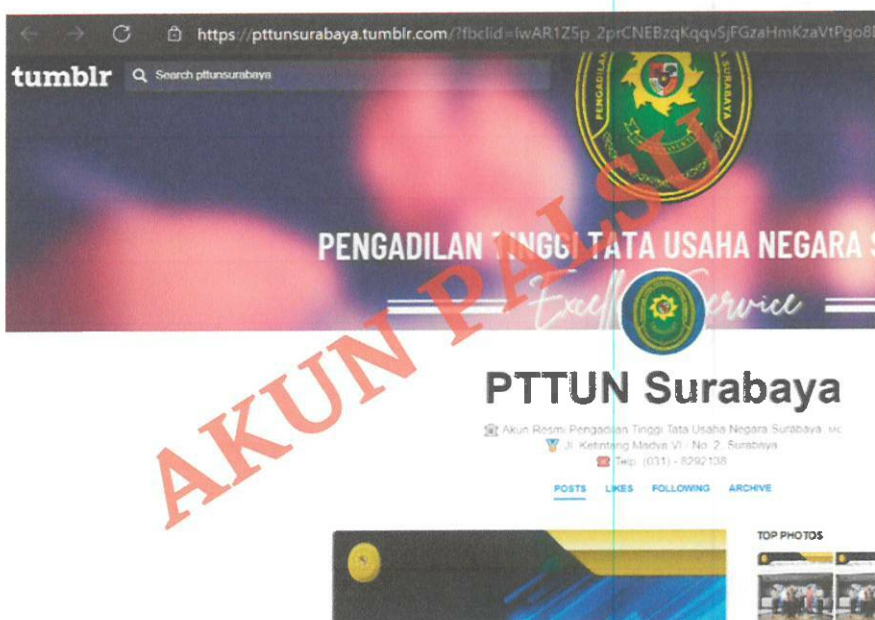 https://pttunsurabaya.tumblr.com/?fbclid=IwAR1Z5p_2prCNEBzqKqqvSjFGzaHmKzaVtPgo8
tumblr
Search pttunsurabaya
PENGADILAN SURABAYA
PENGADILAN TINGGI TATA USAHA NEGARA S
Excellent Service
AKUN PALSU
PTTUN Surabaya
Akun Resmi Pengadilan Tinggi Tata Usaha Negara Surabaya
Jl. Ketintang Madya VI / No. 2, Surabaya
Telp. (031) - 8292138
POSTS LIKES FOLLOWING ARCHIVE
TOP PHOTOS